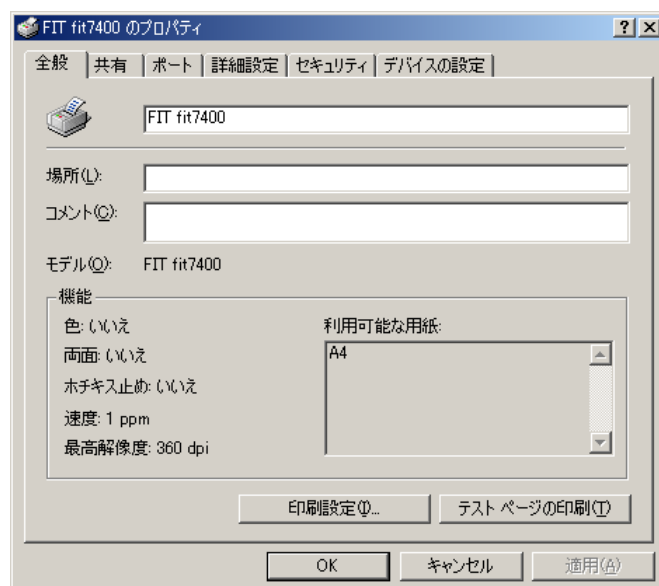 FIT fit7400 のプロパティ
全般 共有 ポート 詳細設定 セキュリティ デバイスの設定
FIT fit7400
場所(L):
コメント(C):
モデル(O): FIT fit7400
機能
色: いいえ
利用可能な用紙:
両面: いいえ
A4
ホチキス止め: いいえ
速度: 1 ppm
最高解像度: 360 dpi
印刷設定(I)... テスト ページの印刷(T)
OK キャンセル 適用(A)